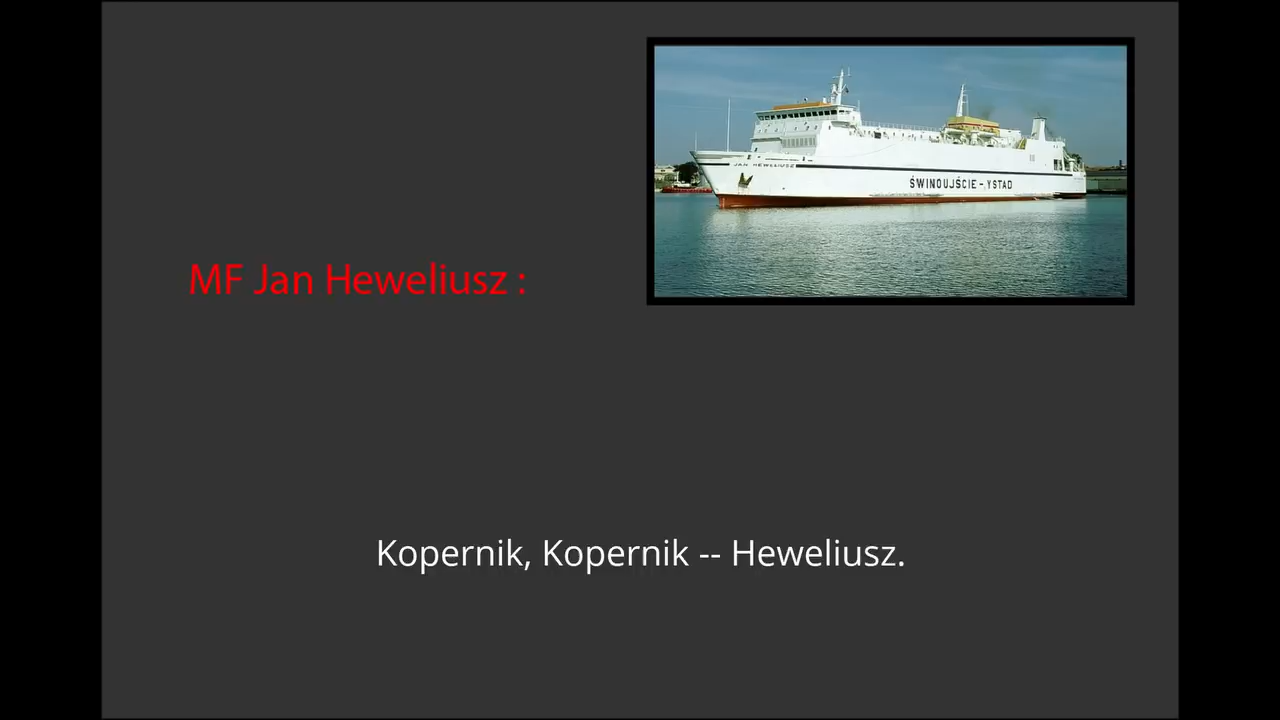 JAN HEWELIUSZ
ŚWINOUJŚCIE - YSTAD
MF Jan Heweliusz :
Kopernik, Kopernik -- Heweliusz.